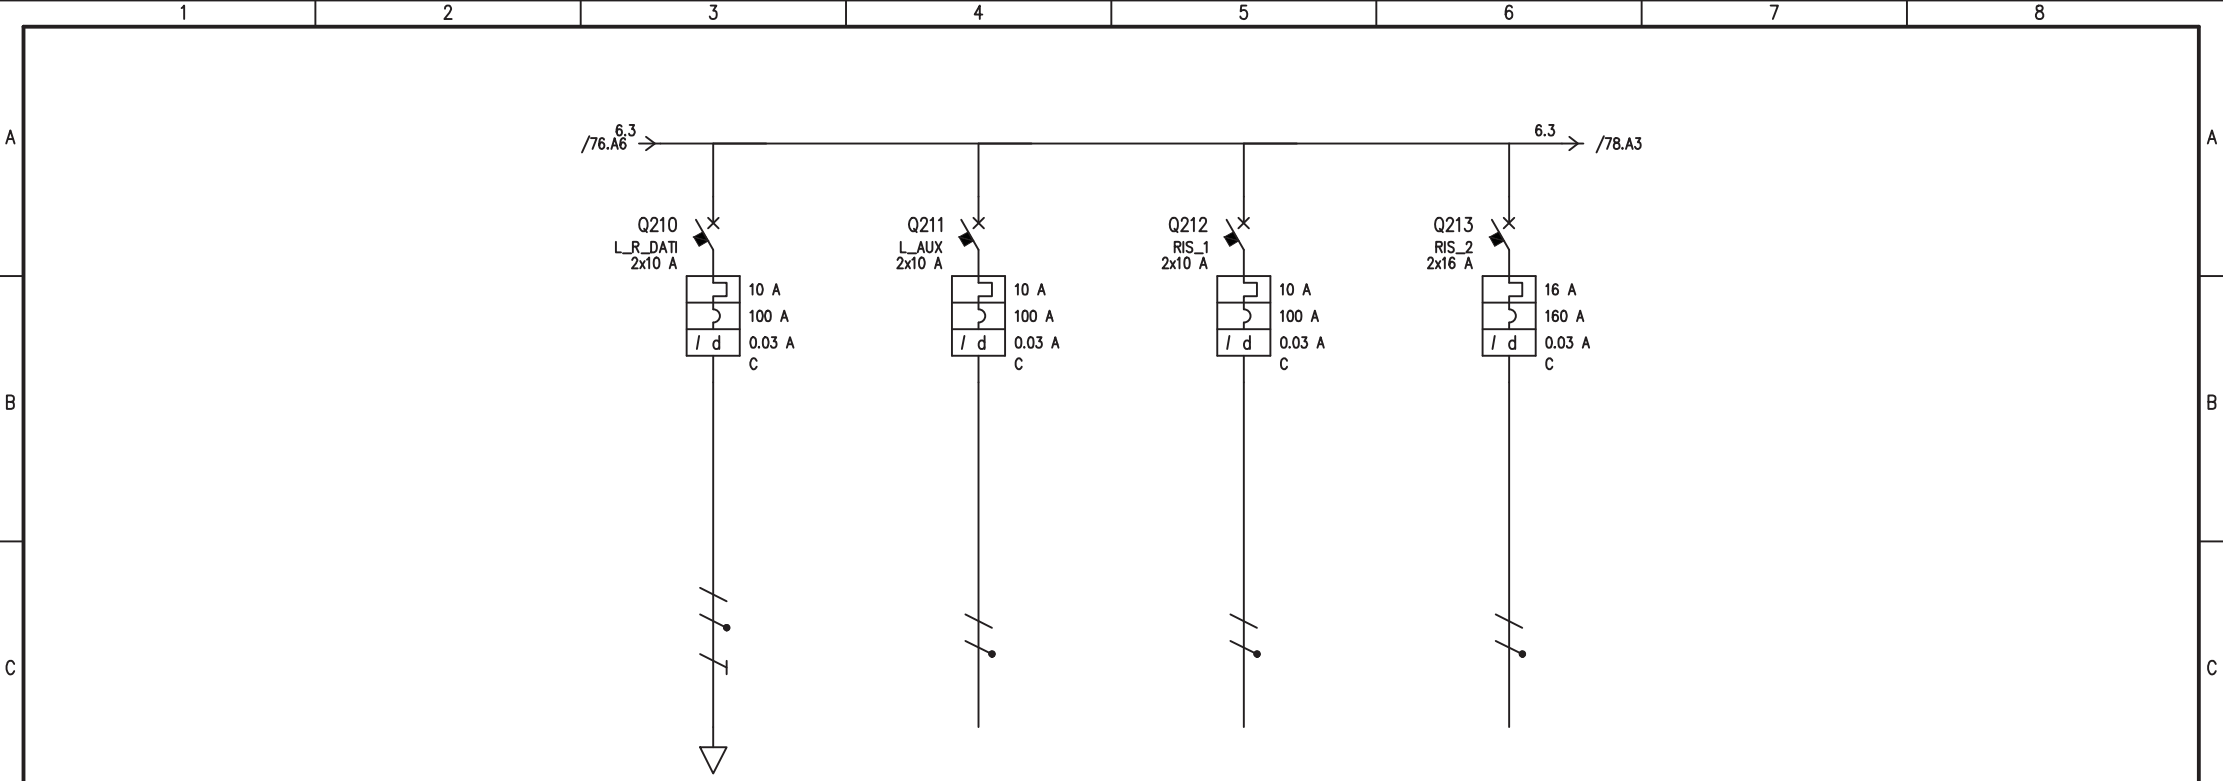 1 2 3 4 5 6 7 8
A A
6.3 6.3
/76.A6 /78.A3
Q210 Q211 Q212 Q213
L_R_DATI L_AUX RIS_1 RIS_2
2x10 A 2x10 A 2x10 A 2x16 A
10 A 10 A 10 A 16 A
100 A 100 A 100 A 160 A
I d 0.03 A I d 0.03 A I d 0.03 A I d 0.03 A
C C C C
B B
C C